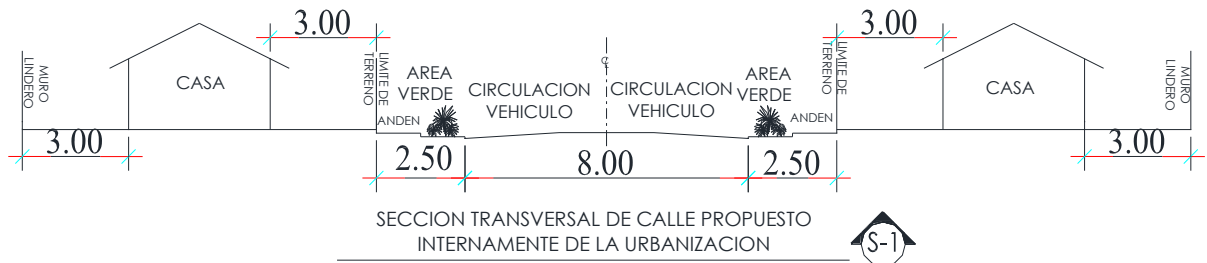 3.00
3.00
MURO
LINDERO
CASA
LIMITE DE
TERRENO
AREA
VERDE
ANDEN
CIRCULACION
VEHICULO
℄
CIRCULACION
VEHICULO
AREA
VERDE
ANDEN
LIMITE DE
TERRENO
CASA
MURO
LINDERO
3.00
2.50
8.00
2.50
3.00
SECCION TRANSVERSAL DE CALLE PROPUESTO
INTERNAMENTE DE LA URBANIZACION
S-1